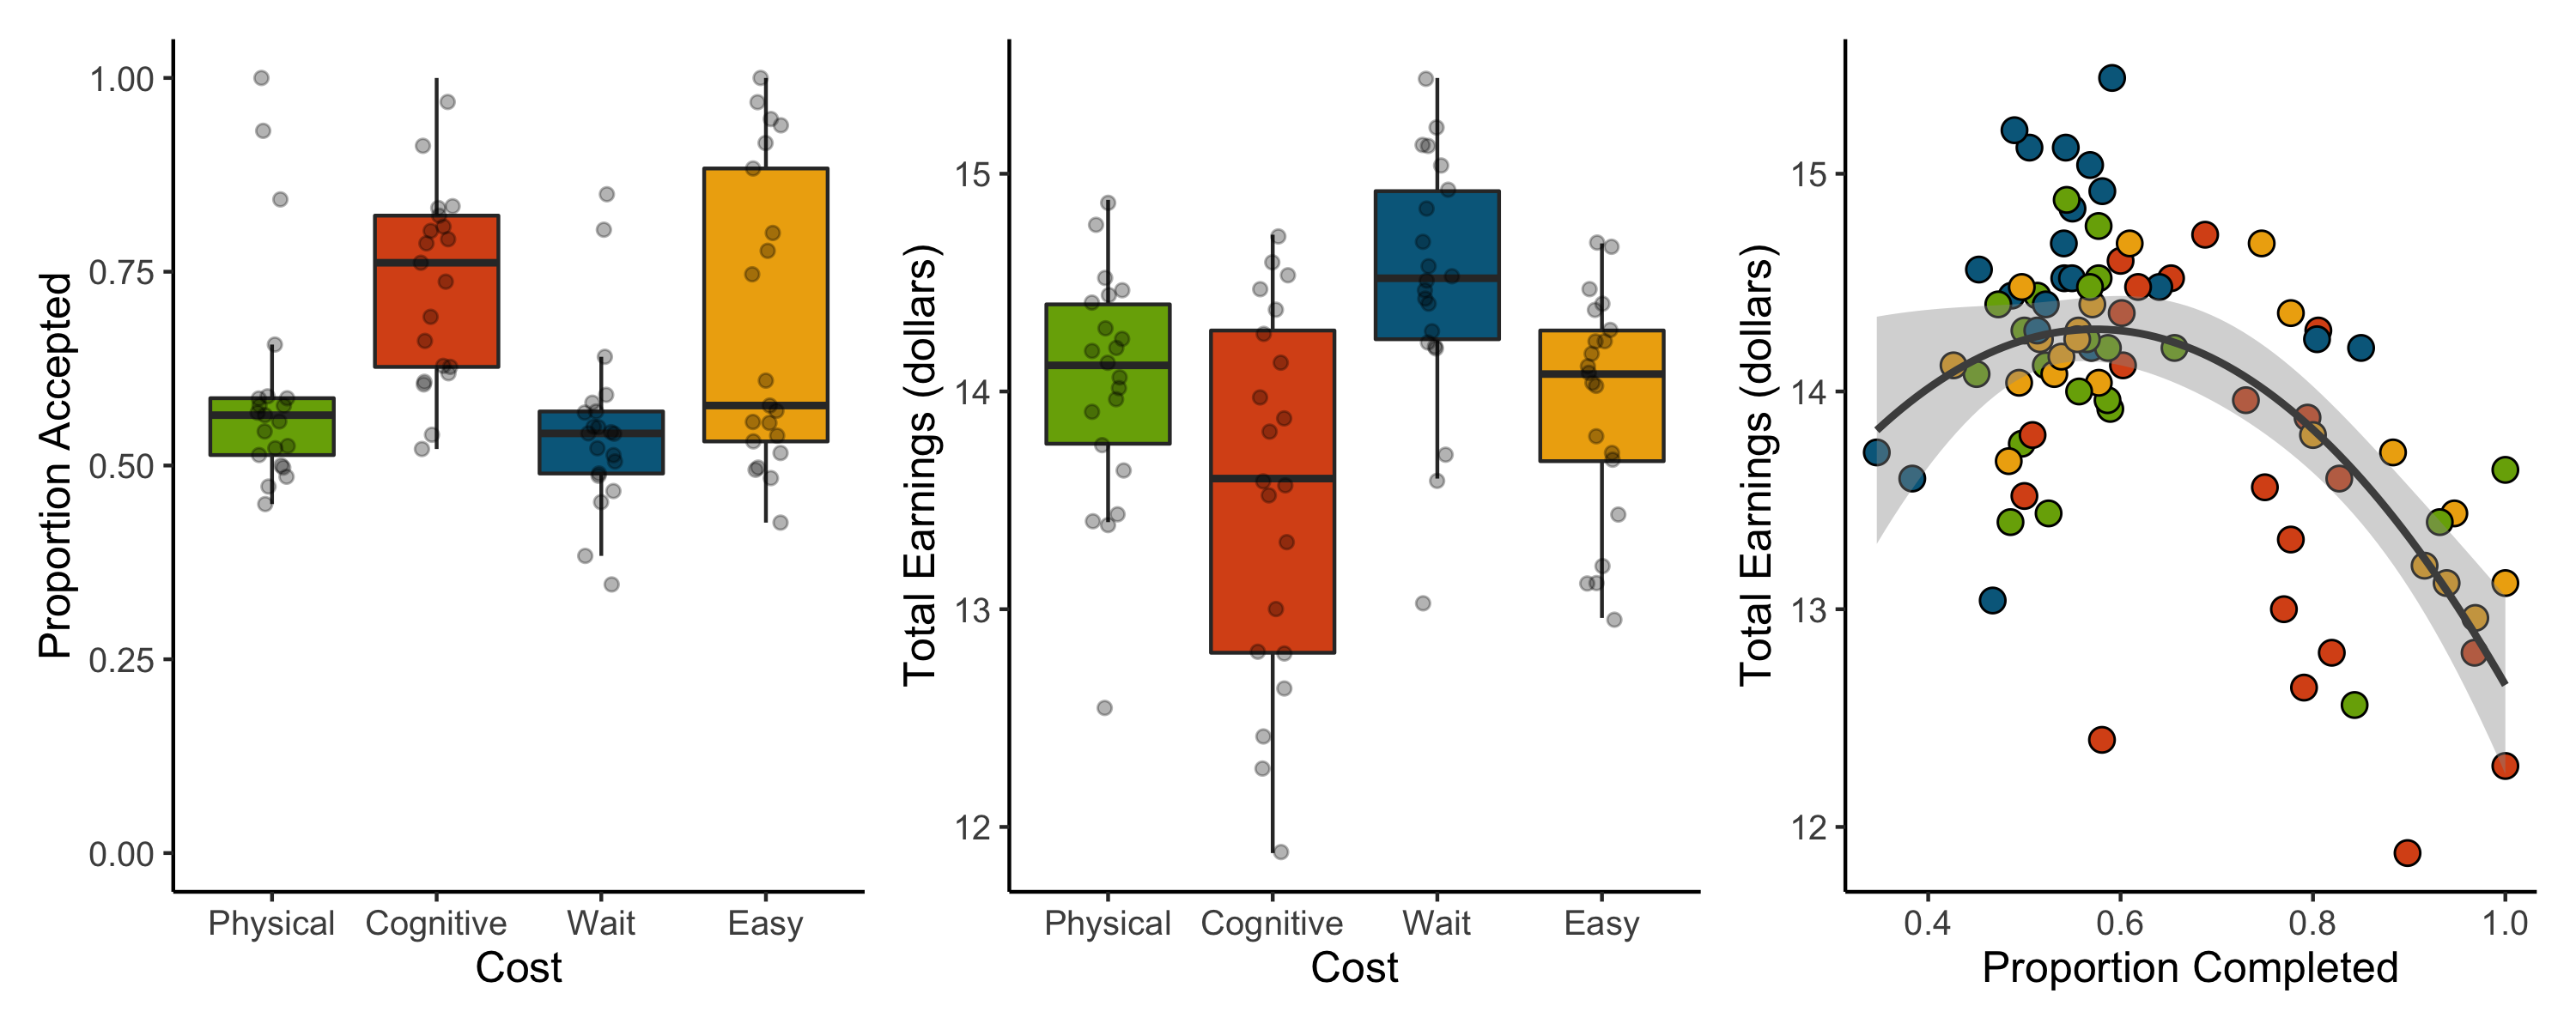 Proportion Accepted
1.00
0.75
0.50
0.25
0.00
Physical Cognitive Wait Easy
Cost
Total Earnings (dollars)
15
14
13
12
Physical Cognitive Wait Easy
Cost
Total Earnings (dollars)
15
14
13
12
0.4 0.6 0.8 1.0
Proportion Completed